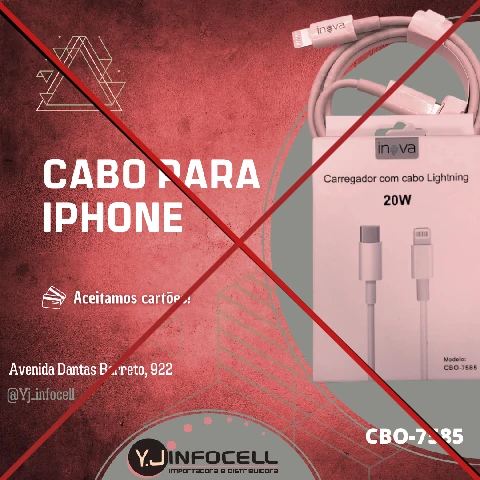 inova
inova
Carregador com cabo Lightning
20W
CABO PARA
IPHONE
Aceitamos cartões!
Avenida Dantas Barreto, 922
@Yj_infocell
Modelo:
CBO-7585
CBO-7585
Y.J INFOCELL
importadora e distribuidora